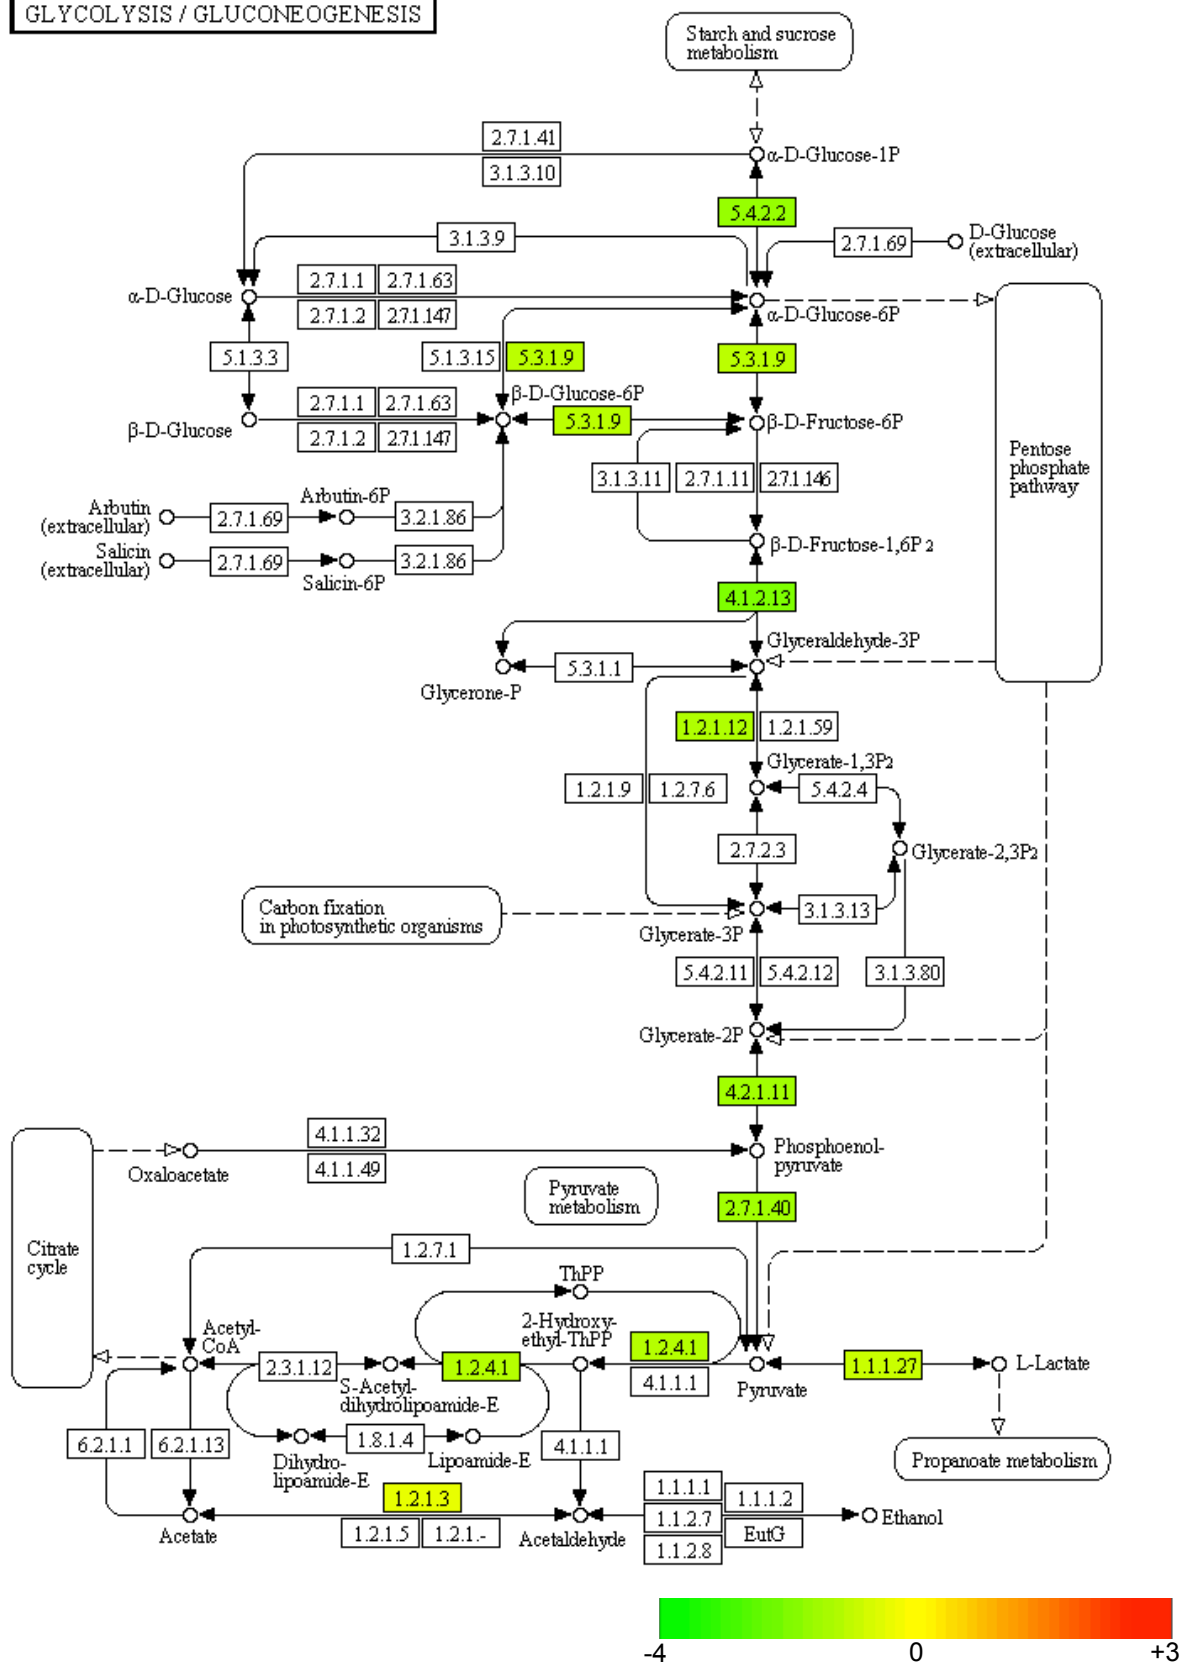 GLYCOLYSIS / GLUCONEOGENESIS
Starch and sucrose
metabolism
2.7.1.41
α-D-Glucose-1P
3.1.3.10
5.4.2.2
3.1.3.9
2.7.1.69
D-Glucose
(extracellular)
2.7.1.1
2.7.1.63
α-D-Glucose
2.7.1.2
2.7.1.147
α-D-Glucose-6P
5.1.3.3
5.1.3.15
5.3.1.9
5.3.1.9
β-D-Glucose-6P
2.7.1.1
2.7.1.63
β-D-Glucose
5.3.1.9
β-D-Fructose-6P
2.7.1.2
2.7.1.147
Pentose
phosphate
pathway
3.1.3.11
2.7.1.11
2.7.1.146
Arbutin-6P
Arbutin
(extracellular)
2.7.1.69
3.2.1.86
Salicin
(extracellular)
2.7.1.69
3.2.1.86
Salicin-6P
β-D-Fructose-1,6P2
4.1.2.13
Glyceraldehyde-3P
5.3.1.1
Glycerone-P
1.2.1.12
1.2.1.59
Glycerate-1,3P2
1.2.1.9
1.2.7.6
5.4.2.4
2.7.2.3
Glycerate-2,3P2
Carbon fixation
in photosynthetic organisms
3.1.3.13
Glycerate-3P
5.4.2.11
5.4.2.12
3.1.3.80
Glycerate-2P
4.2.1.11
4.1.1.32
Oxaloacetate
4.1.1.49
Phosphoenol-
pyruvate
Pyruvate
metabolism
2.7.1.40
Citrate
cycle
1.2.7.1
ThPP
Acetyl-
CoA
2-Hydroxy-
ethyl-ThPP
1.2.4.1
2.3.1.12
1.2.4.1
4.1.1.1
Pyruvate
1.1.1.27
L-Lactate
S-Acetyl-
dihydrolipoamide-E
6.2.1.1
6.2.1.13
1.8.1.4
4.1.1.1
Dihydro-
lipoamide-E
Lipoamide-E
Propanoate metabolism
1.2.1.3
1.1.1.1
1.1.1.2
Acetate
1.2.1.5
1.2.1.-
Acetaldehyde
1.1.2.7
EutG
1.1.2.8
Ethanol
-4
0
+3